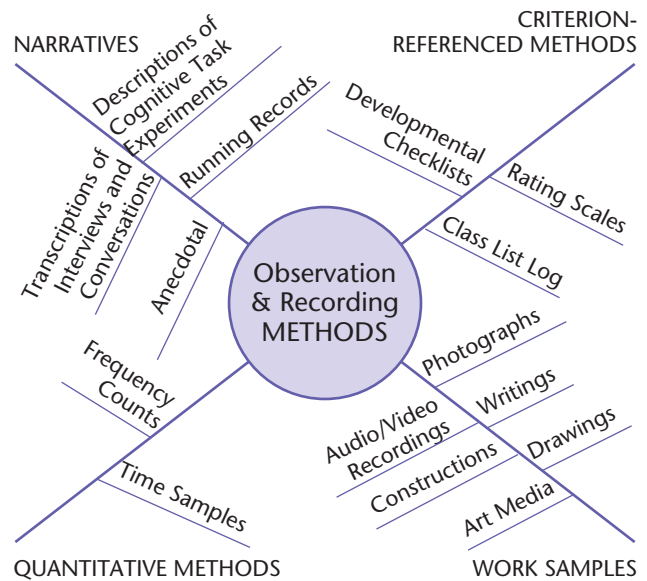 NARRATIVES
Descriptions of
Cognitive Task
Experiments
Running Records
Transcriptions of
Interviews and
Conversations
Anecdotal
CRITERION-
REFERENCED METHODS
Developmental
Checklists
Rating Scales
Class List Log
Observation
& Recording
METHODS
Frequency
Counts
Time Samples
QUANTITATIVE METHODS
Photographs
Writings
Audio/Video
Recordings
Drawings
Constructions
Art Media
WORK SAMPLES